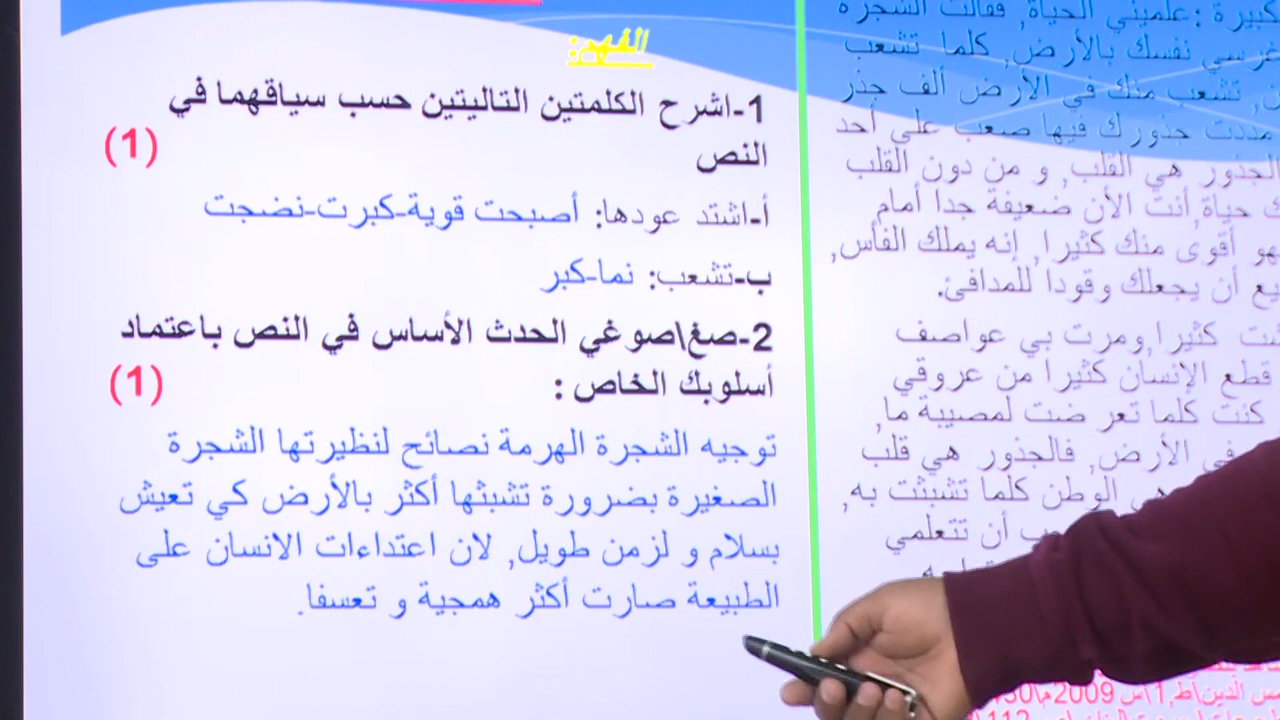 الفهم:
1-اشرح الكلمتين التاليتين حسب سياقهما في
النص
(1)
أ-اشتد عودها: أصبحت قوية-كبرت-نضجت
ب-تشعب: نما-كبر
2-صغ\صوغي الحدث الأساس في النص باعتماد
أسلوبك الخاص :
(1)
توجيه الشجرة الهرمة نصائح لنظيرتها الشجرة
الصغيرة بضرورة تشبثها أكثر بالأرض كي تعيش
بسلام و لزمن طويل, لان اعتداءات الانسان على
الطبيعة صارت أكثر همجية و تعسفا.
كبيرة :علميني الحياة, فقالت الشجرة
نفسك بالأرض, كلما تشعب
تشعب منك في الأرض ألف جذر
جذورك فيها صعب على أحد
الجذور هي القلب, و من دون القلب
حياة,أنت الأن ضعيفة جدا أمام
أقوى منك كثيرا, إنه يملك الفأس,
أن يجعلك وقودا للمدافئ.
كثيرا,ومرت بي عواصف
قطع الإنسان كثيرا من عروقي
كنت كلما تعر ضت لمصيبة ما,
في الأرض, فالجذور هي قلب
الوطن كلما تشبثت به,
أن تتعلمي
الدين\ط,1\س 2009م\